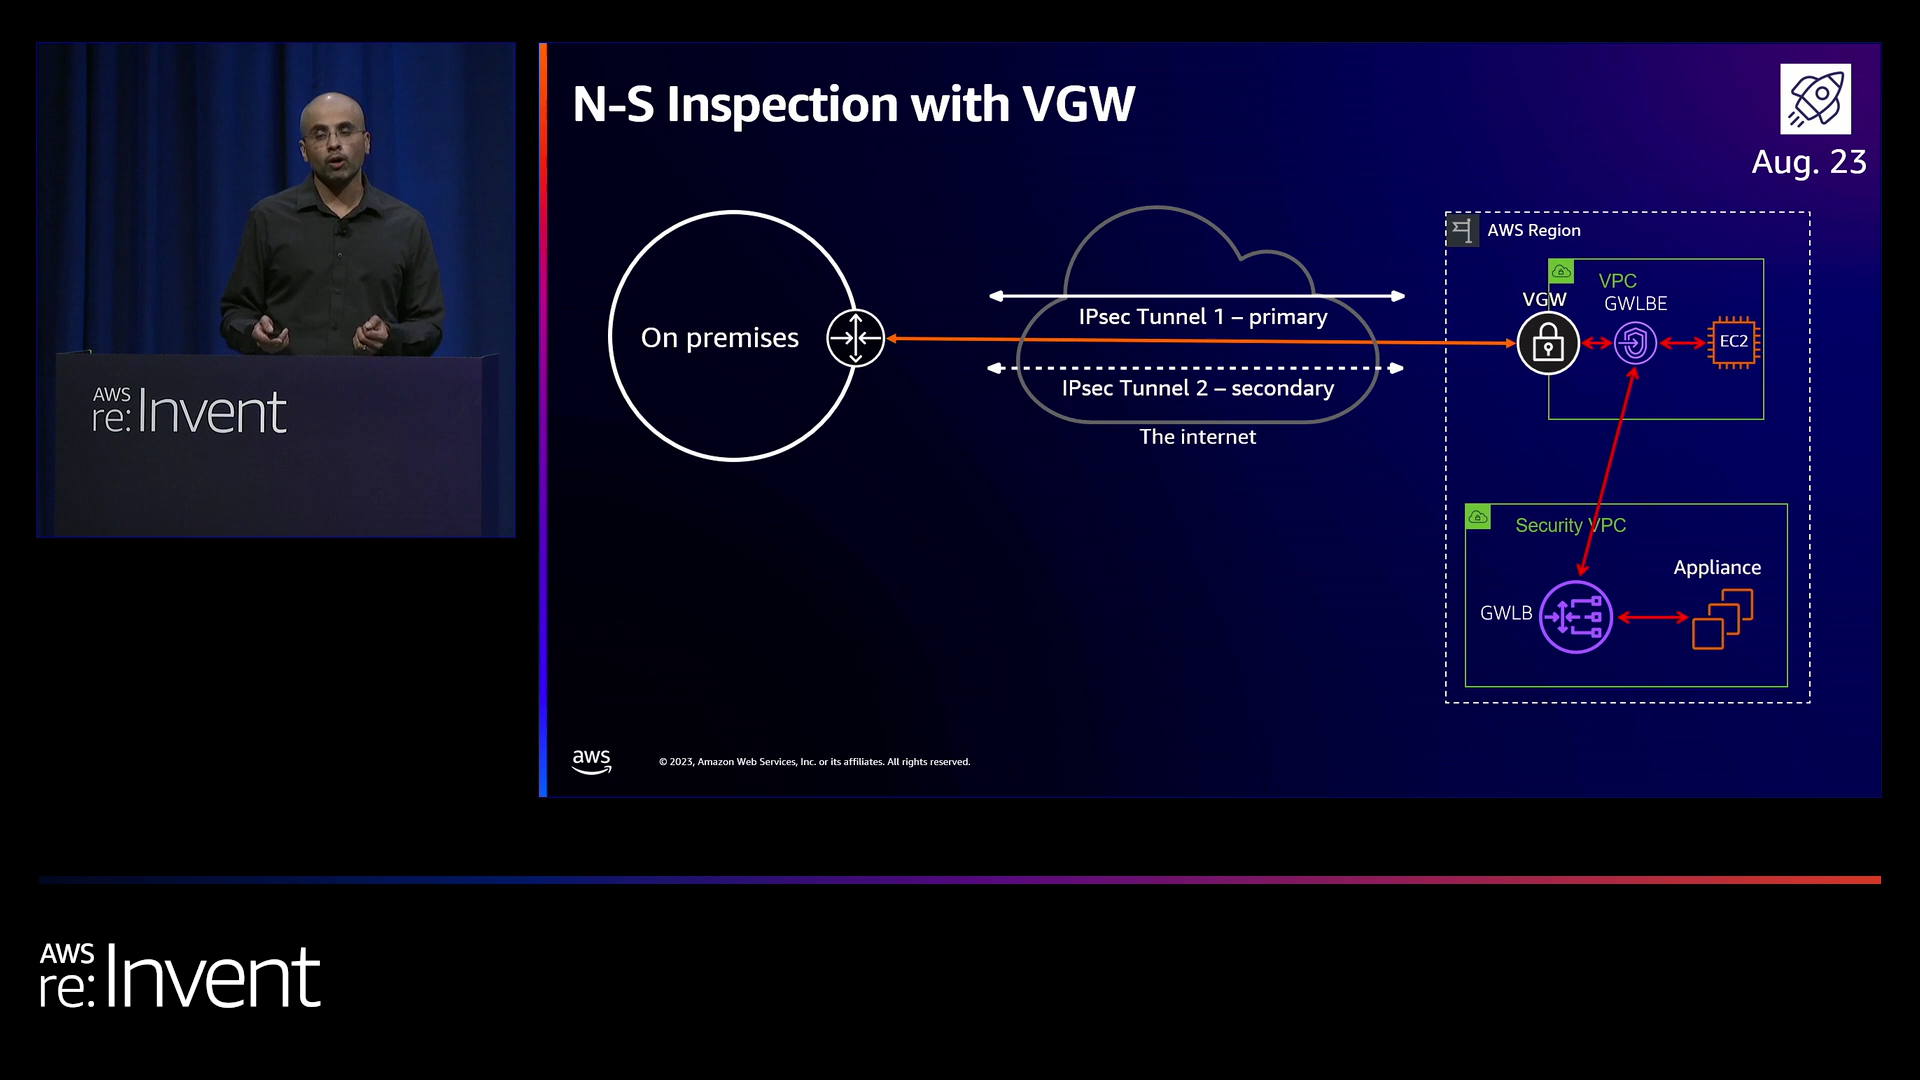 N-S Inspection with VGW
Aug. 23
AWS Region
VPC
VGW
GWLBE
EC2
On premises
IPsec Tunnel 1 – primary
IPsec Tunnel 2 – secondary
The internet
Security VPC
Appliance
GWLB
aws
© 2023, Amazon Web Services, Inc. or its affiliates. All rights reserved.
AWS
re:Invent
AWS
re:Invent